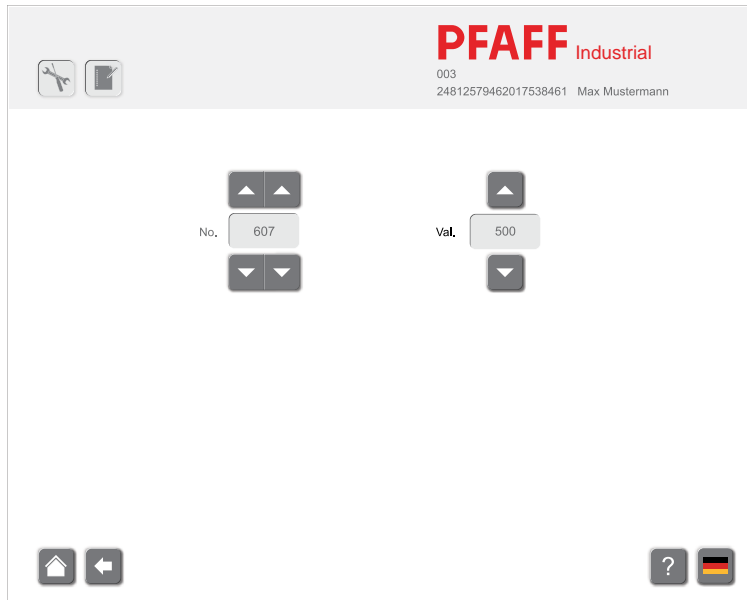 PFAFF Industrial
003
24812579462017538461 Max Mustermann
No. 607
Val. 500
?